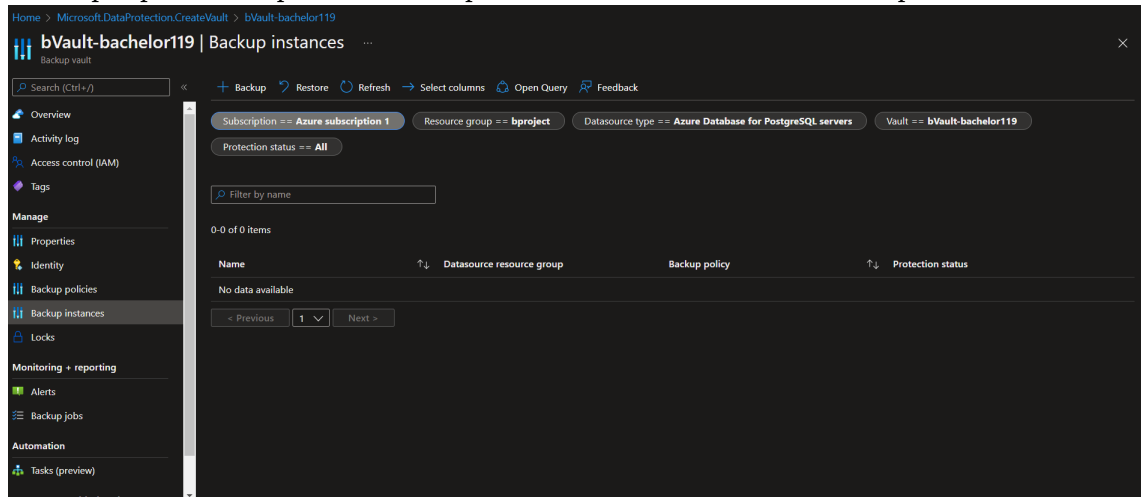 Home > Microsoft.DataProtection.CreateVault > bVault-bachelor119
bVault-bachelor119 | Backup instances ...
Backup vault
Search (Ctrl+/)
«
+ Backup
Restore
Refresh
Select columns
Open Query
Feedback
Overview
Activity log
Access control (IAM)
Tags
Manage
Properties
Identity
Backup policies
Backup instances
Locks
Monitoring + reporting
Alerts
Backup jobs
Automation
Tasks (preview)
Subscription == Azure subscription 1
Resource group == bproject
Datasource type == Azure Database for PostgreSQL servers
Vault == bVault-bachelor119
Protection status == All
Filter by name
0-0 of 0 items
Name ↑↓ Datasource resource group Backup policy ↑↓ Protection status
No data available
< Previous 1 Next >